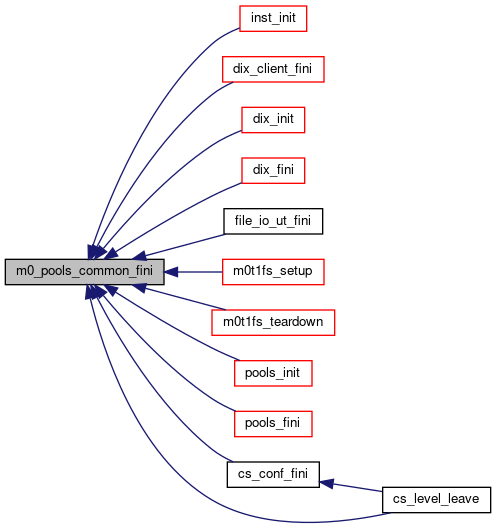 inst_init
dix_client_fini
dix_init
dix_fini
file_io_ut_fini
m0_pools_common_fini
m0t1fs_setup
m0t1fs_teardown
pools_init
pools_fini
cs_conf_fini
cs_level_leave